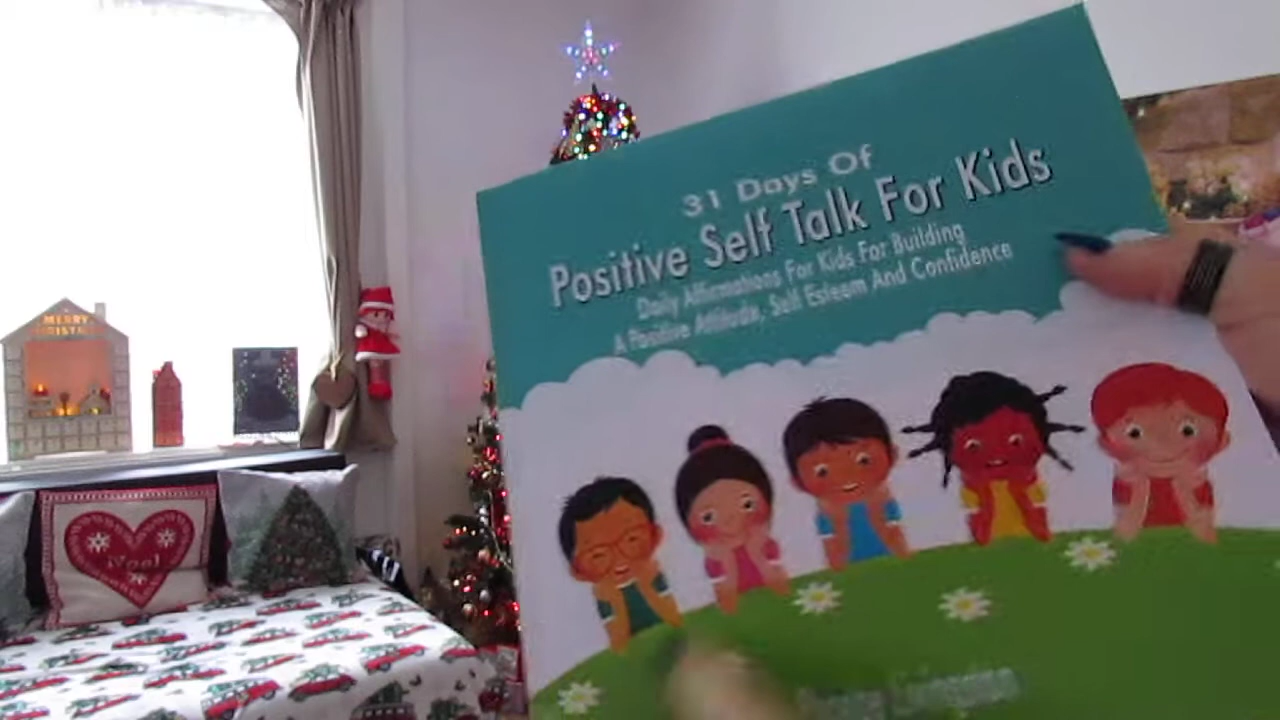 31 Days Of
Positive Self Talk For Kids
Daily Affirmations For Kids For Building
A Positive Attitude, Self Esteem And Confidence
MERRY
CHRISTMAS
Noel